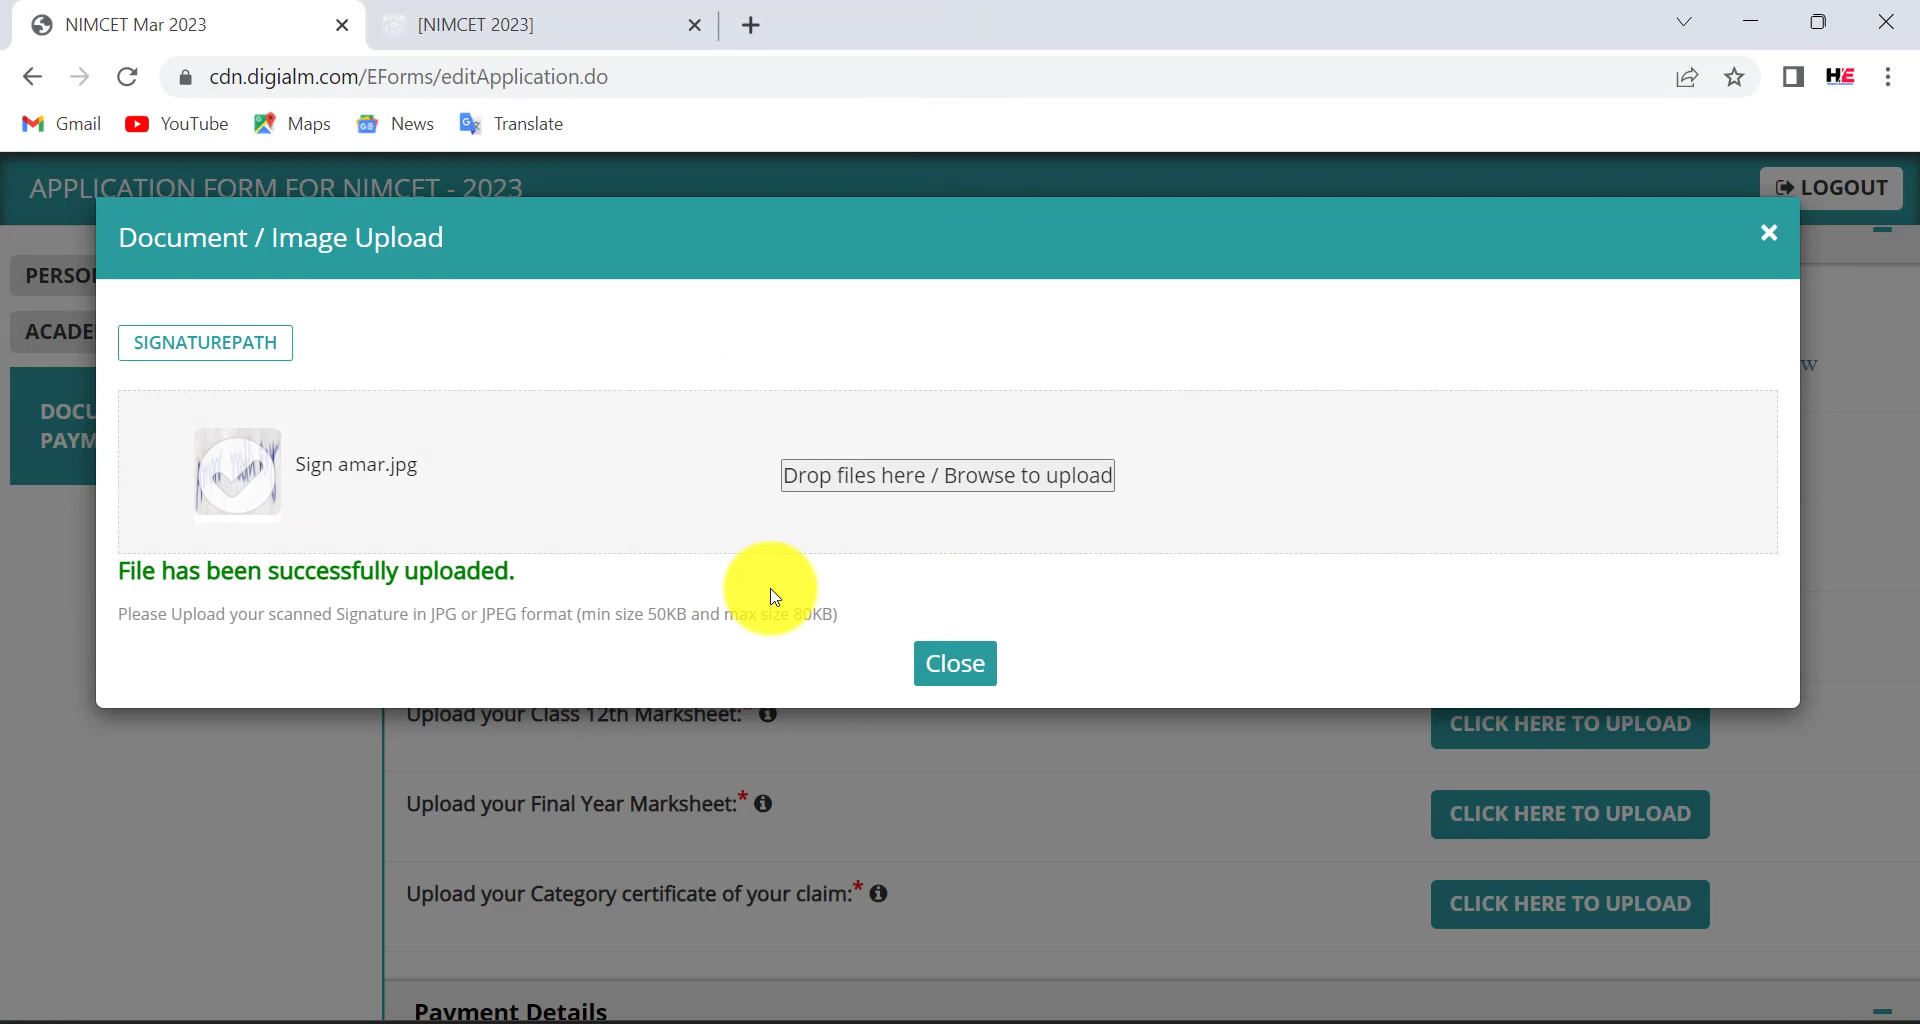 NIMCET Mar 2023
[NIMCET 2023]
cdn.digialm.com/EForms/editApplication.do
H/E
Gmail
YouTube
Maps
News
Translate
APPLICATION FORM FOR NIMCET - 2023
LOGOUT
Document / Image Upload
PERSO
ACADE
SIGNATUREPATH
w
DOCU
PAYM
Sign amar.jpg
Drop files here / Browse to upload
File has been successfully uploaded.
Please Upload your scanned Signature in JPG or JPEG format (min size 50KB and max size 80KB)
Close
Upload your Class 12th Marksheet:*
CLICK HERE TO UPLOAD
Upload your Final Year Marksheet:*
CLICK HERE TO UPLOAD
Upload your Category certificate of your claim:*
CLICK HERE TO UPLOAD
Payment Details